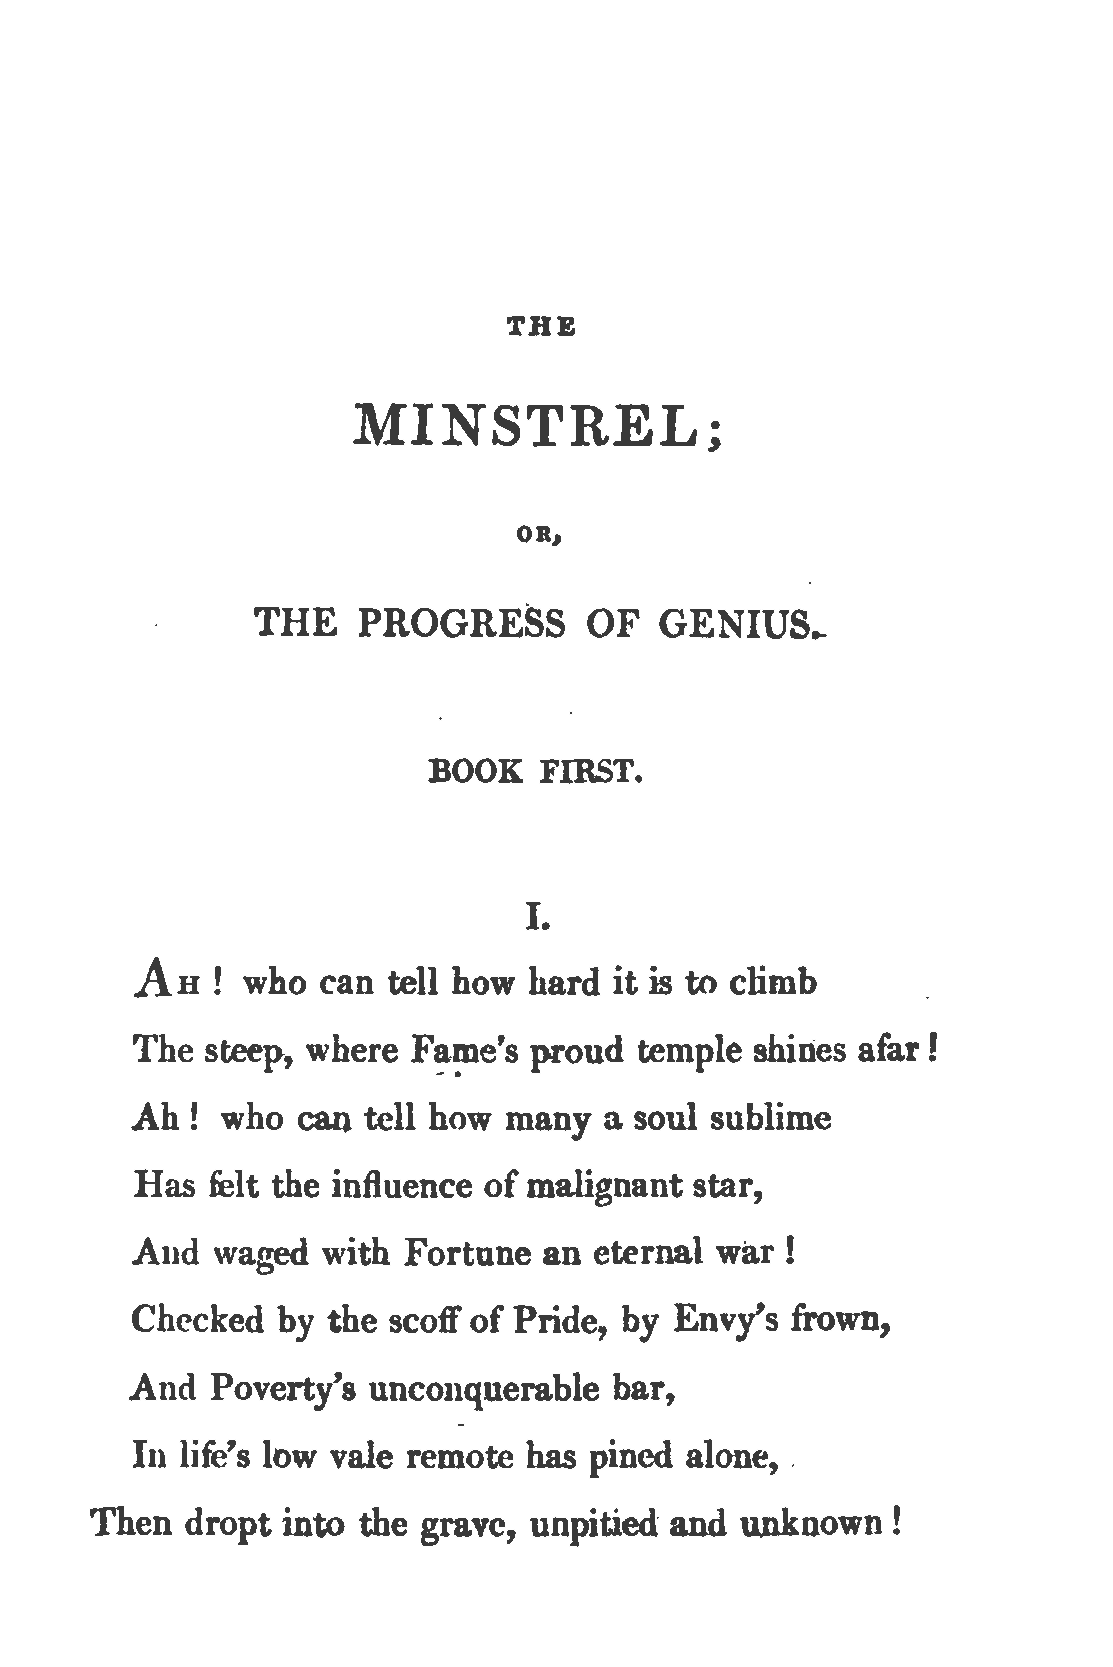 THE
MINSTREL;
OR,
THE PROGRESS OF GENIUS.
BOOK FIRST.
I.
AH ! who can tell how hard it is to climb
The steep, where Fame's proud temple shines afar !
Ah ! who can tell how many a soul sublime
Has felt the influence of malignant star,
And waged with Fortune an eternal war !
Checked by the scoff of Pride, by Envy's frown,
And Poverty's unconquerable bar,
In life's low vale remote has pined alone,
Then dropt into the grave, unpitied and unknown !